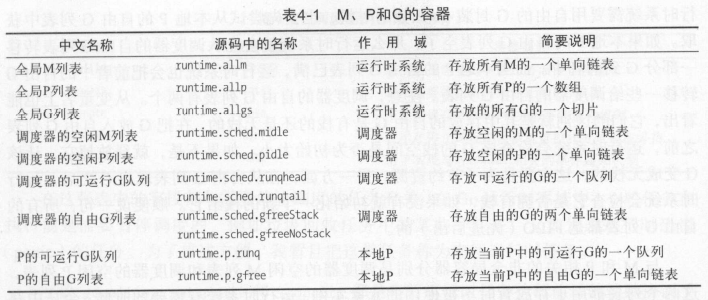 表4-1 M、P和G的容器
中文名称 源码中的名称 作 用 域 简要说明
全局M列表 runtime.allm 运行时系统 存放所有M的一个单向链表
全局P列表 runtime.allp 运行时系统 存放所有P的一个数组
全局G列表 runtime.allgs 运行时系统 存放的所有G的一个切片
调度器的空闲M列表 runtime.sched.midle 调度器 存放空闲的M的一个单向链表
调度器的空闲P列表 runtime.sched.pidle 调度器 存放空闲的P的一个单向链表
调度器的可运行G队列 runtime.sched.runqhead 调度器 存放可运行的G的一个队列
runtime.sched.runqtail
调度器的自由G列表 runtime.sched.gfreeStack 调度器 存放自由的G的两个单向链表
runtime.sched.gfreeNoStack
P的可运行G队列 runtime.p.runq 本地P 存放当前P中的可运行G的一个队列
P的自由G列表 runtime.p.gfree 本地P 存放当前P中的自由G的一个单向链表